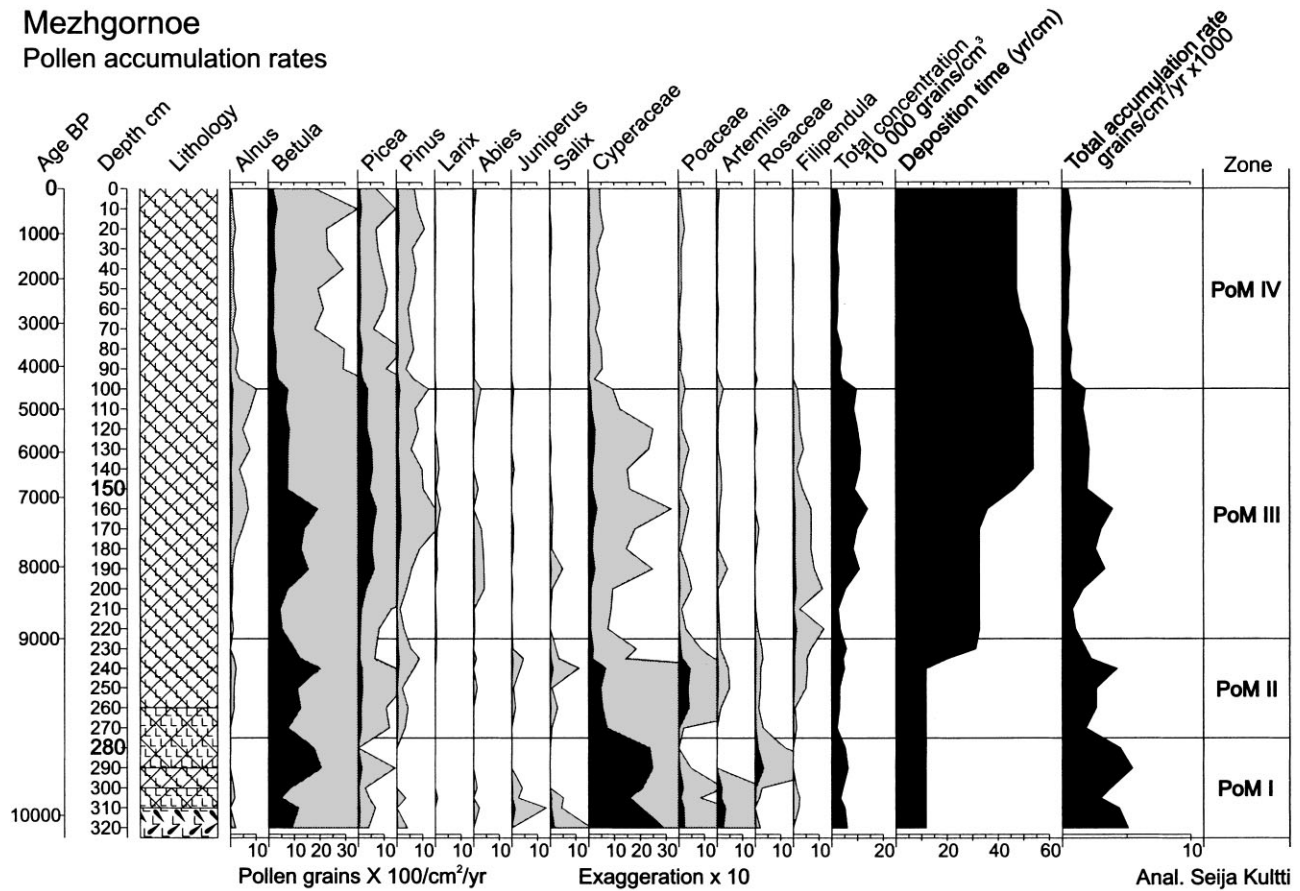 Mezhgornoe
Pollen accumulation rates
Age BP
Depth cm
Lithology
Alnus
Betula
Picea
Pinus
Larix
Abies
Juniperus
Salix
Cyperaceae
Poaceae
Artemisia
Rosaceae
Filipendula
Total concentration
10 000 grains/cm³
Deposition time (yr/cm)
Total accumulation rate
grains/cm²/yr x1000
Zone
0
1000
2000
3000
4000
5000
6000
7000
8000
9000
10000
0
10
20
30
40
50
60
70
80
90
100
110
120
130
140
150
160
170
180
190
200
210
220
230
240
250
260
270
280
290
300
310
320
PoM IV
PoM III
PoM II
PoM I
10 10 20 30 10 10 10 10 10 10 10 20 30 10 10 10 10 20 20 40 60 10
Pollen grains X 100/cm²/yr
Exaggeration x 10
Anal. Seija Kultti